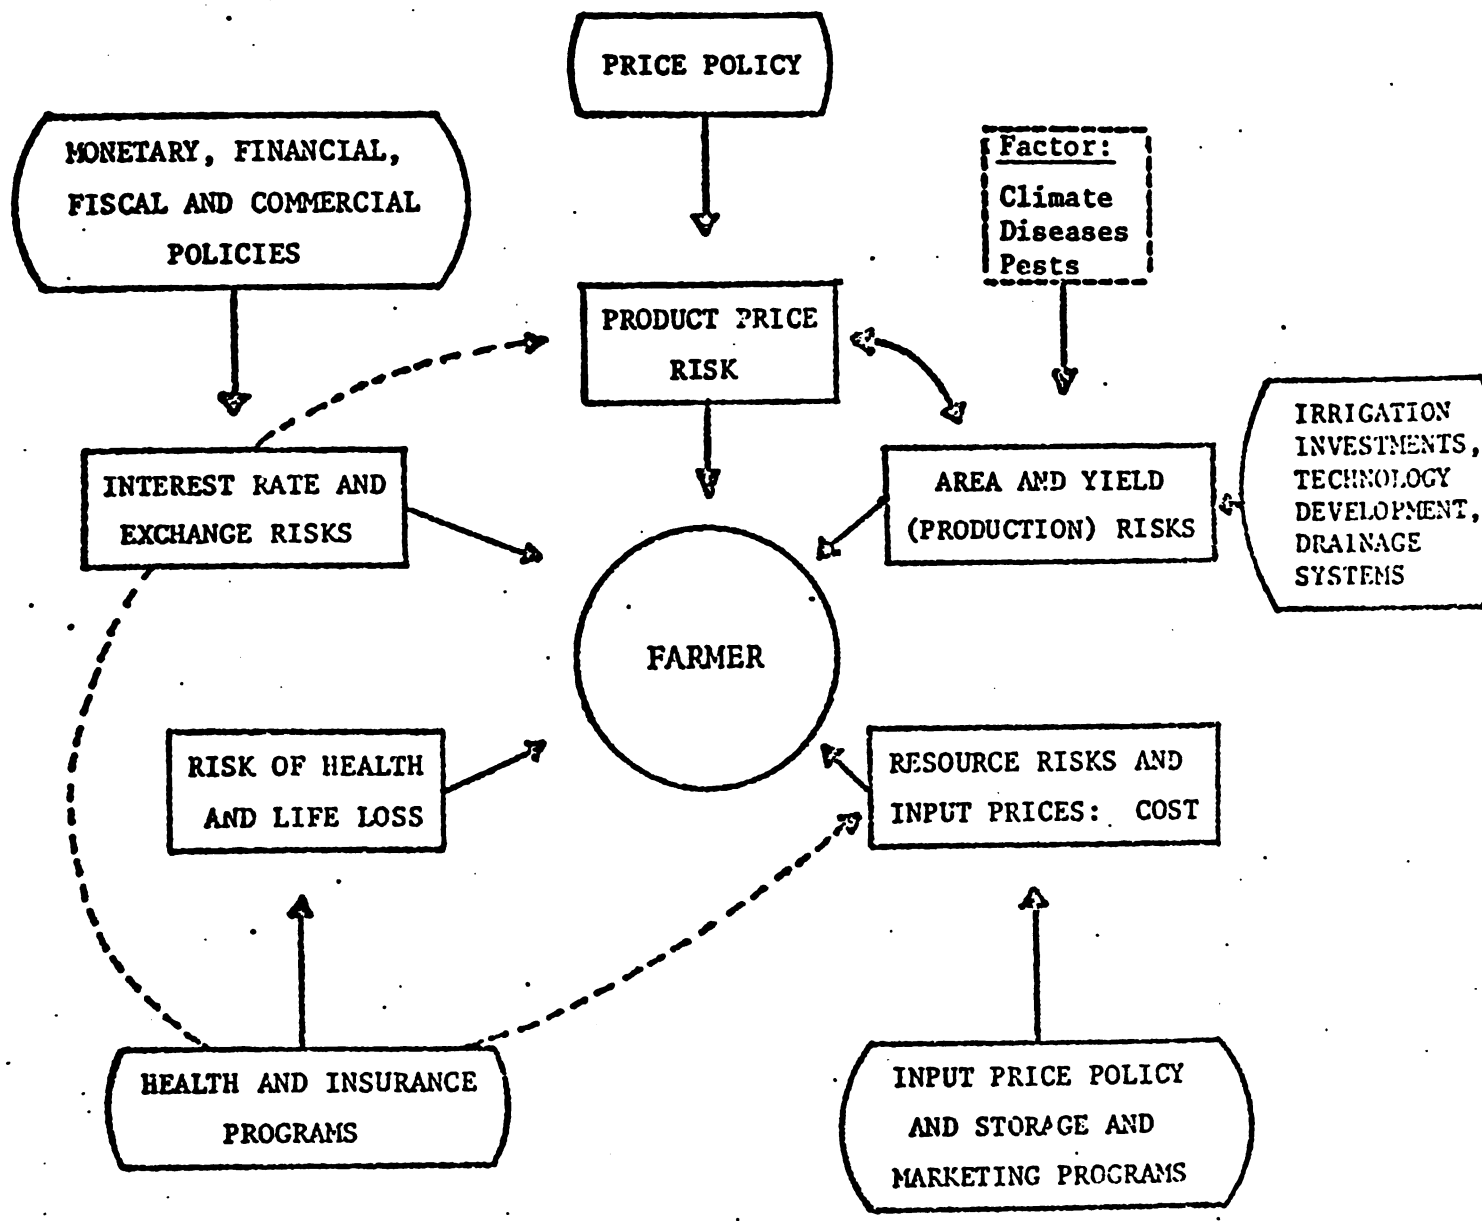 PRICE POLICY
MONETARY, FINANCIAL,
FISCAL AND COMMERCIAL
POLICIES
Factor:
Climate
Diseases
Pests
PRODUCT PRICE
RISK
IRRIGATION
INVESTMENTS,
TECHNOLOGY
DEVELOPMENT,
DRAINAGE
SYSTEMS
INTEREST RATE AND
EXCHANGE RISKS
AREA AND YIELD
(PRODUCTION) RISKS
FARMER
RISK OF HEALTH
AND LIFE LOSS
RESOURCE RISKS AND
INPUT PRICES: COST
HEALTH AND INSURANCE
PROGRAMS
INPUT PRICE POLICY
AND STORAGE AND
MARKETING PROGRAMS